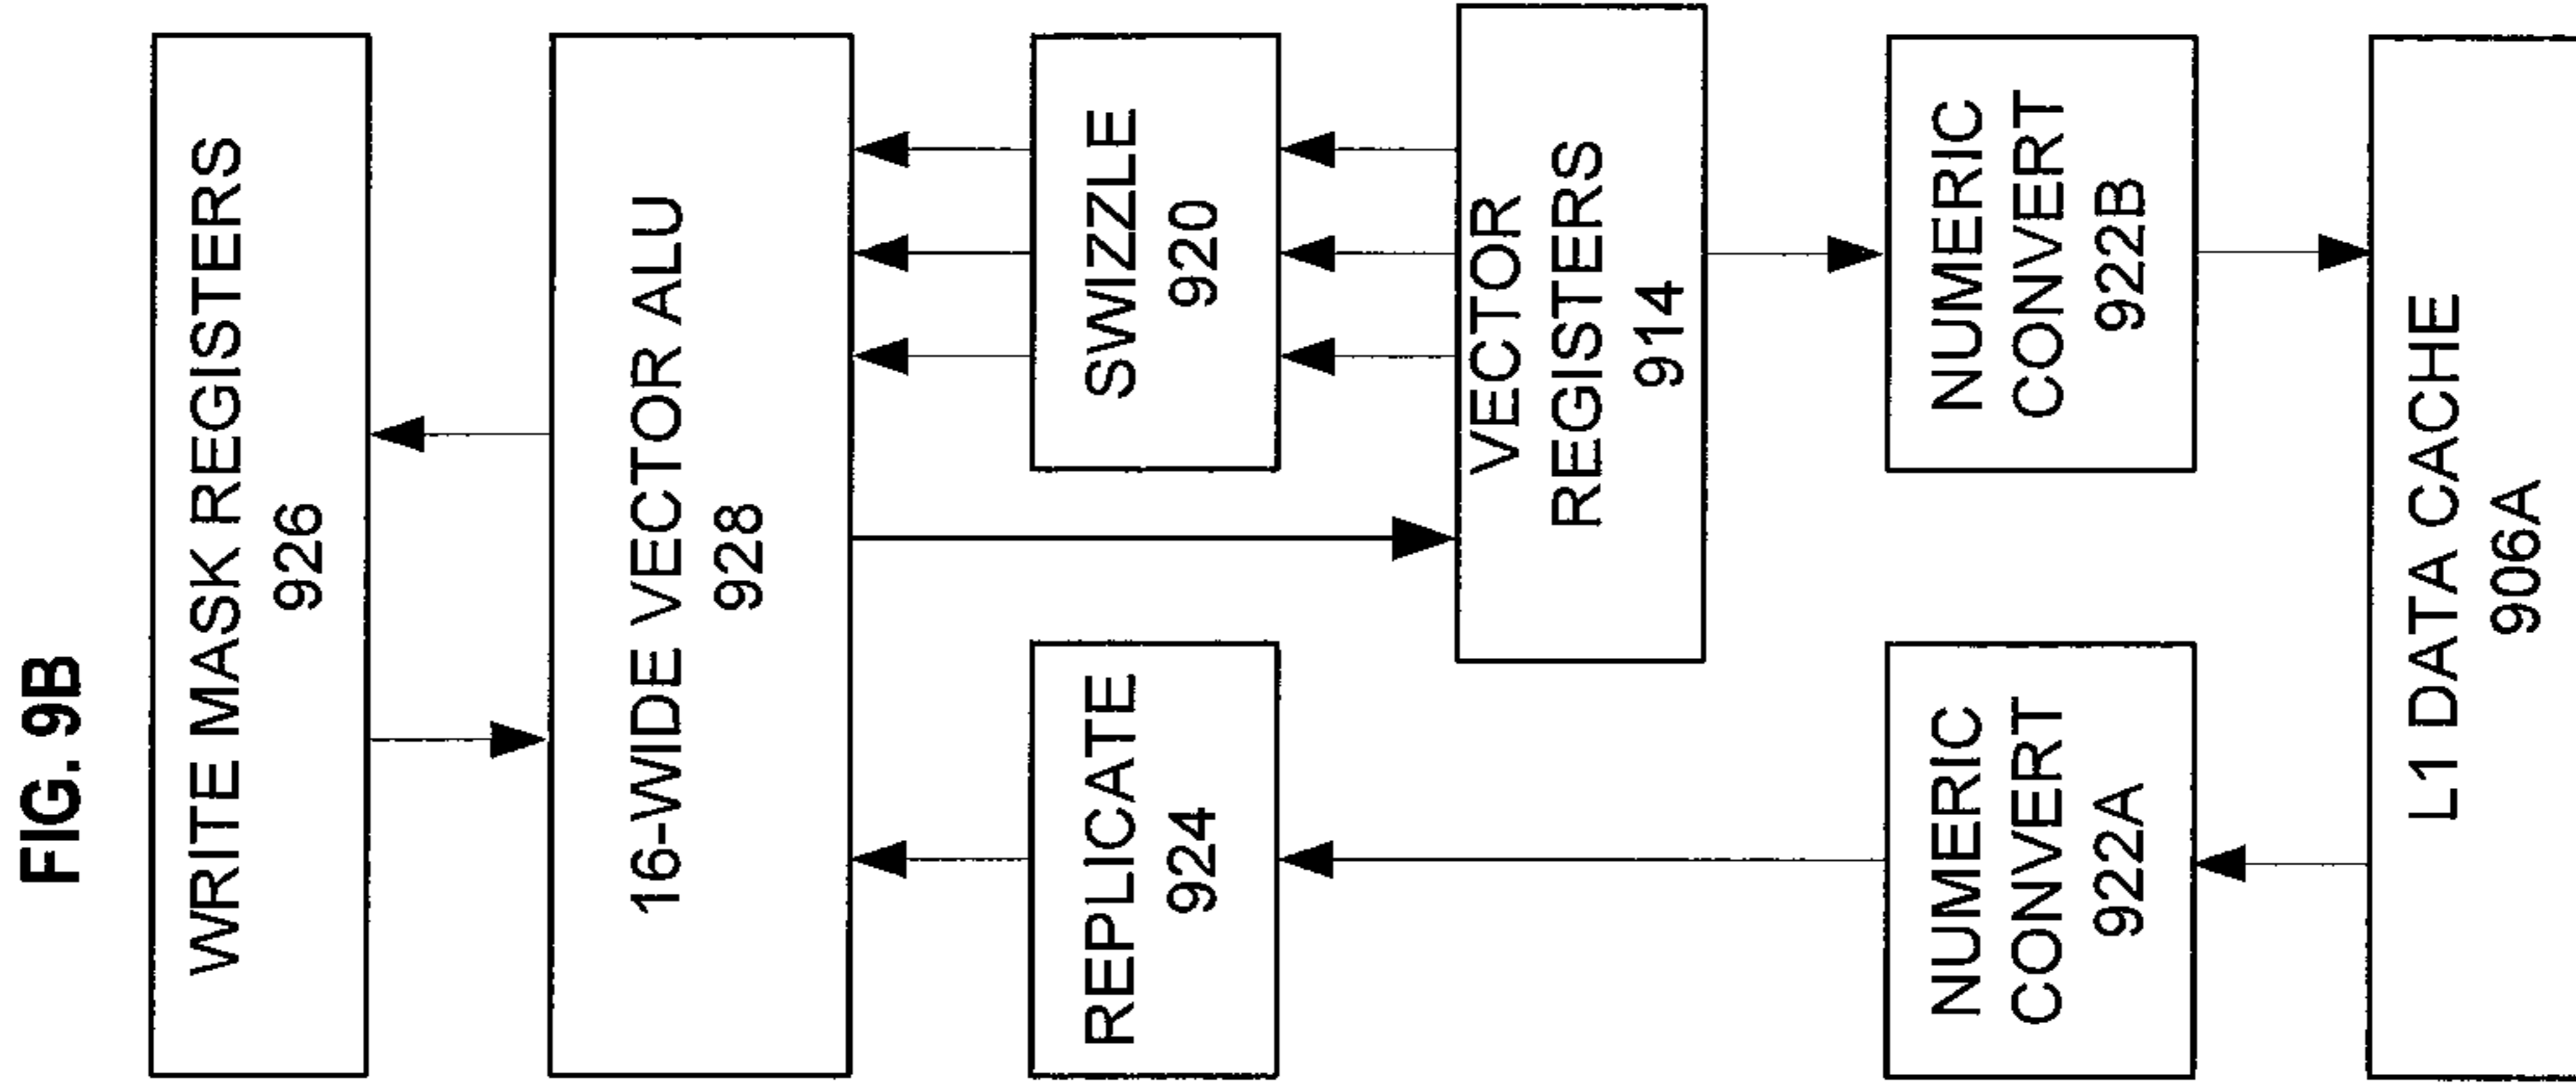 FIG. 9B
WRITE MASK REGISTERS
926
16-WIDE VECTOR ALU
928
REPLICATE
924
SWIZZLE
920
VECTOR
REGISTERS
914
NUMERIC
CONVERT
922A
NUMERIC
CONVERT
922B
L1 DATA CACHE
906A